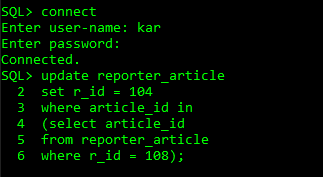 SQL> connect
Enter user-name: kar
Enter password:
Connected.
SQL> update reporter_article
2 set r_id = 104
3 where article_id in
4 (select article_id
5 from reporter_article
6 where r_id = 108);